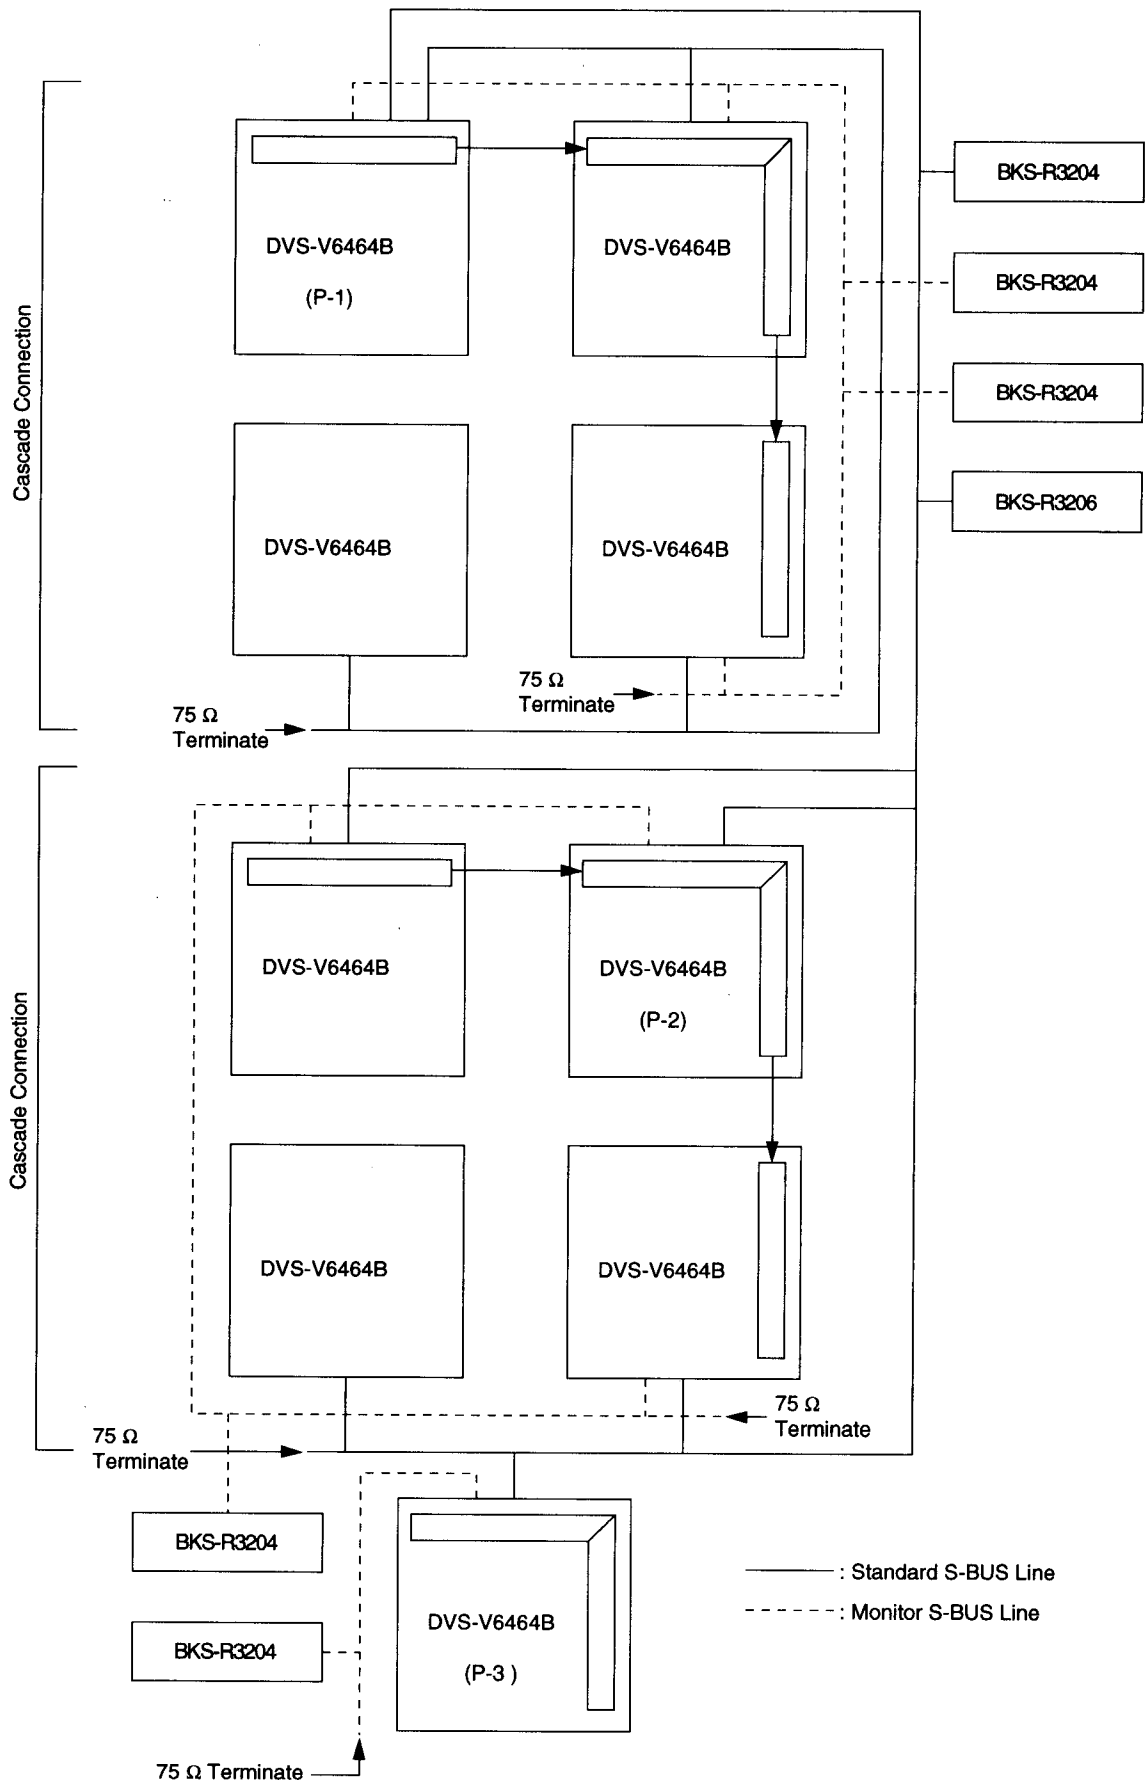 Cascade Connection
DVS-V6464B
(P-1)
DVS-V6464B
BKS-R3204
BKS-R3204
BKS-R3204
BKS-R3206
DVS-V6464B
DVS-V6464B
75 Ω
Terminate
75 Ω
Terminate
Cascade Connection
DVS-V6464B
DVS-V6464B
(P-2)
DVS-V6464B
DVS-V6464B
75 Ω
Terminate
75 Ω
Terminate
BKS-R3204
BKS-R3204
DVS-V6464B
(P-3 )
: Standard S-BUS Line
: Monitor S-BUS Line
75 Ω Terminate